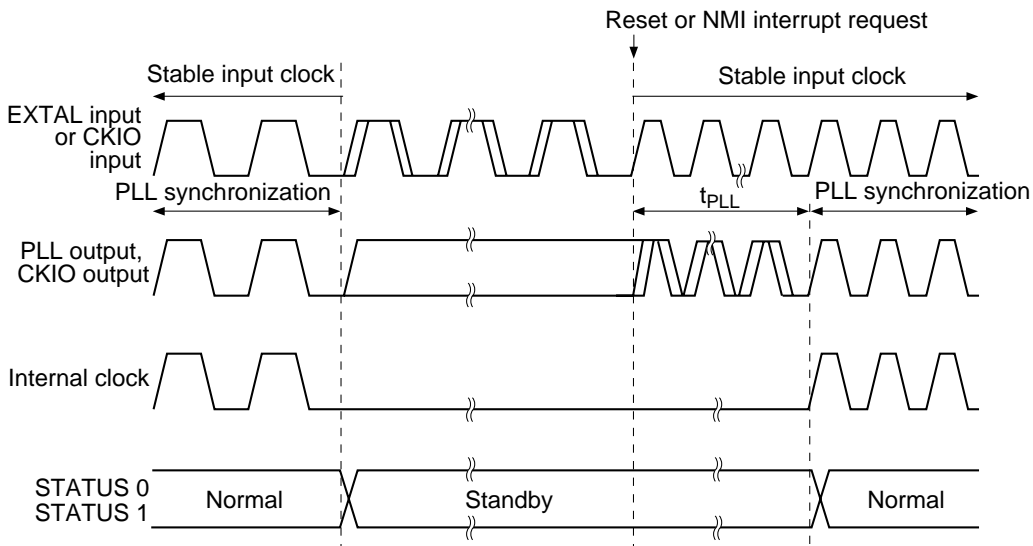 Reset or NMI interrupt request
Stable input clock
Stable input clock
EXTAL input
or CKIO
input
PLL synchronization
tPLL
PLL synchronization
PLL output,
CKIO output
Internal clock
STATUS 0
STATUS 1
Normal
Standby
Normal